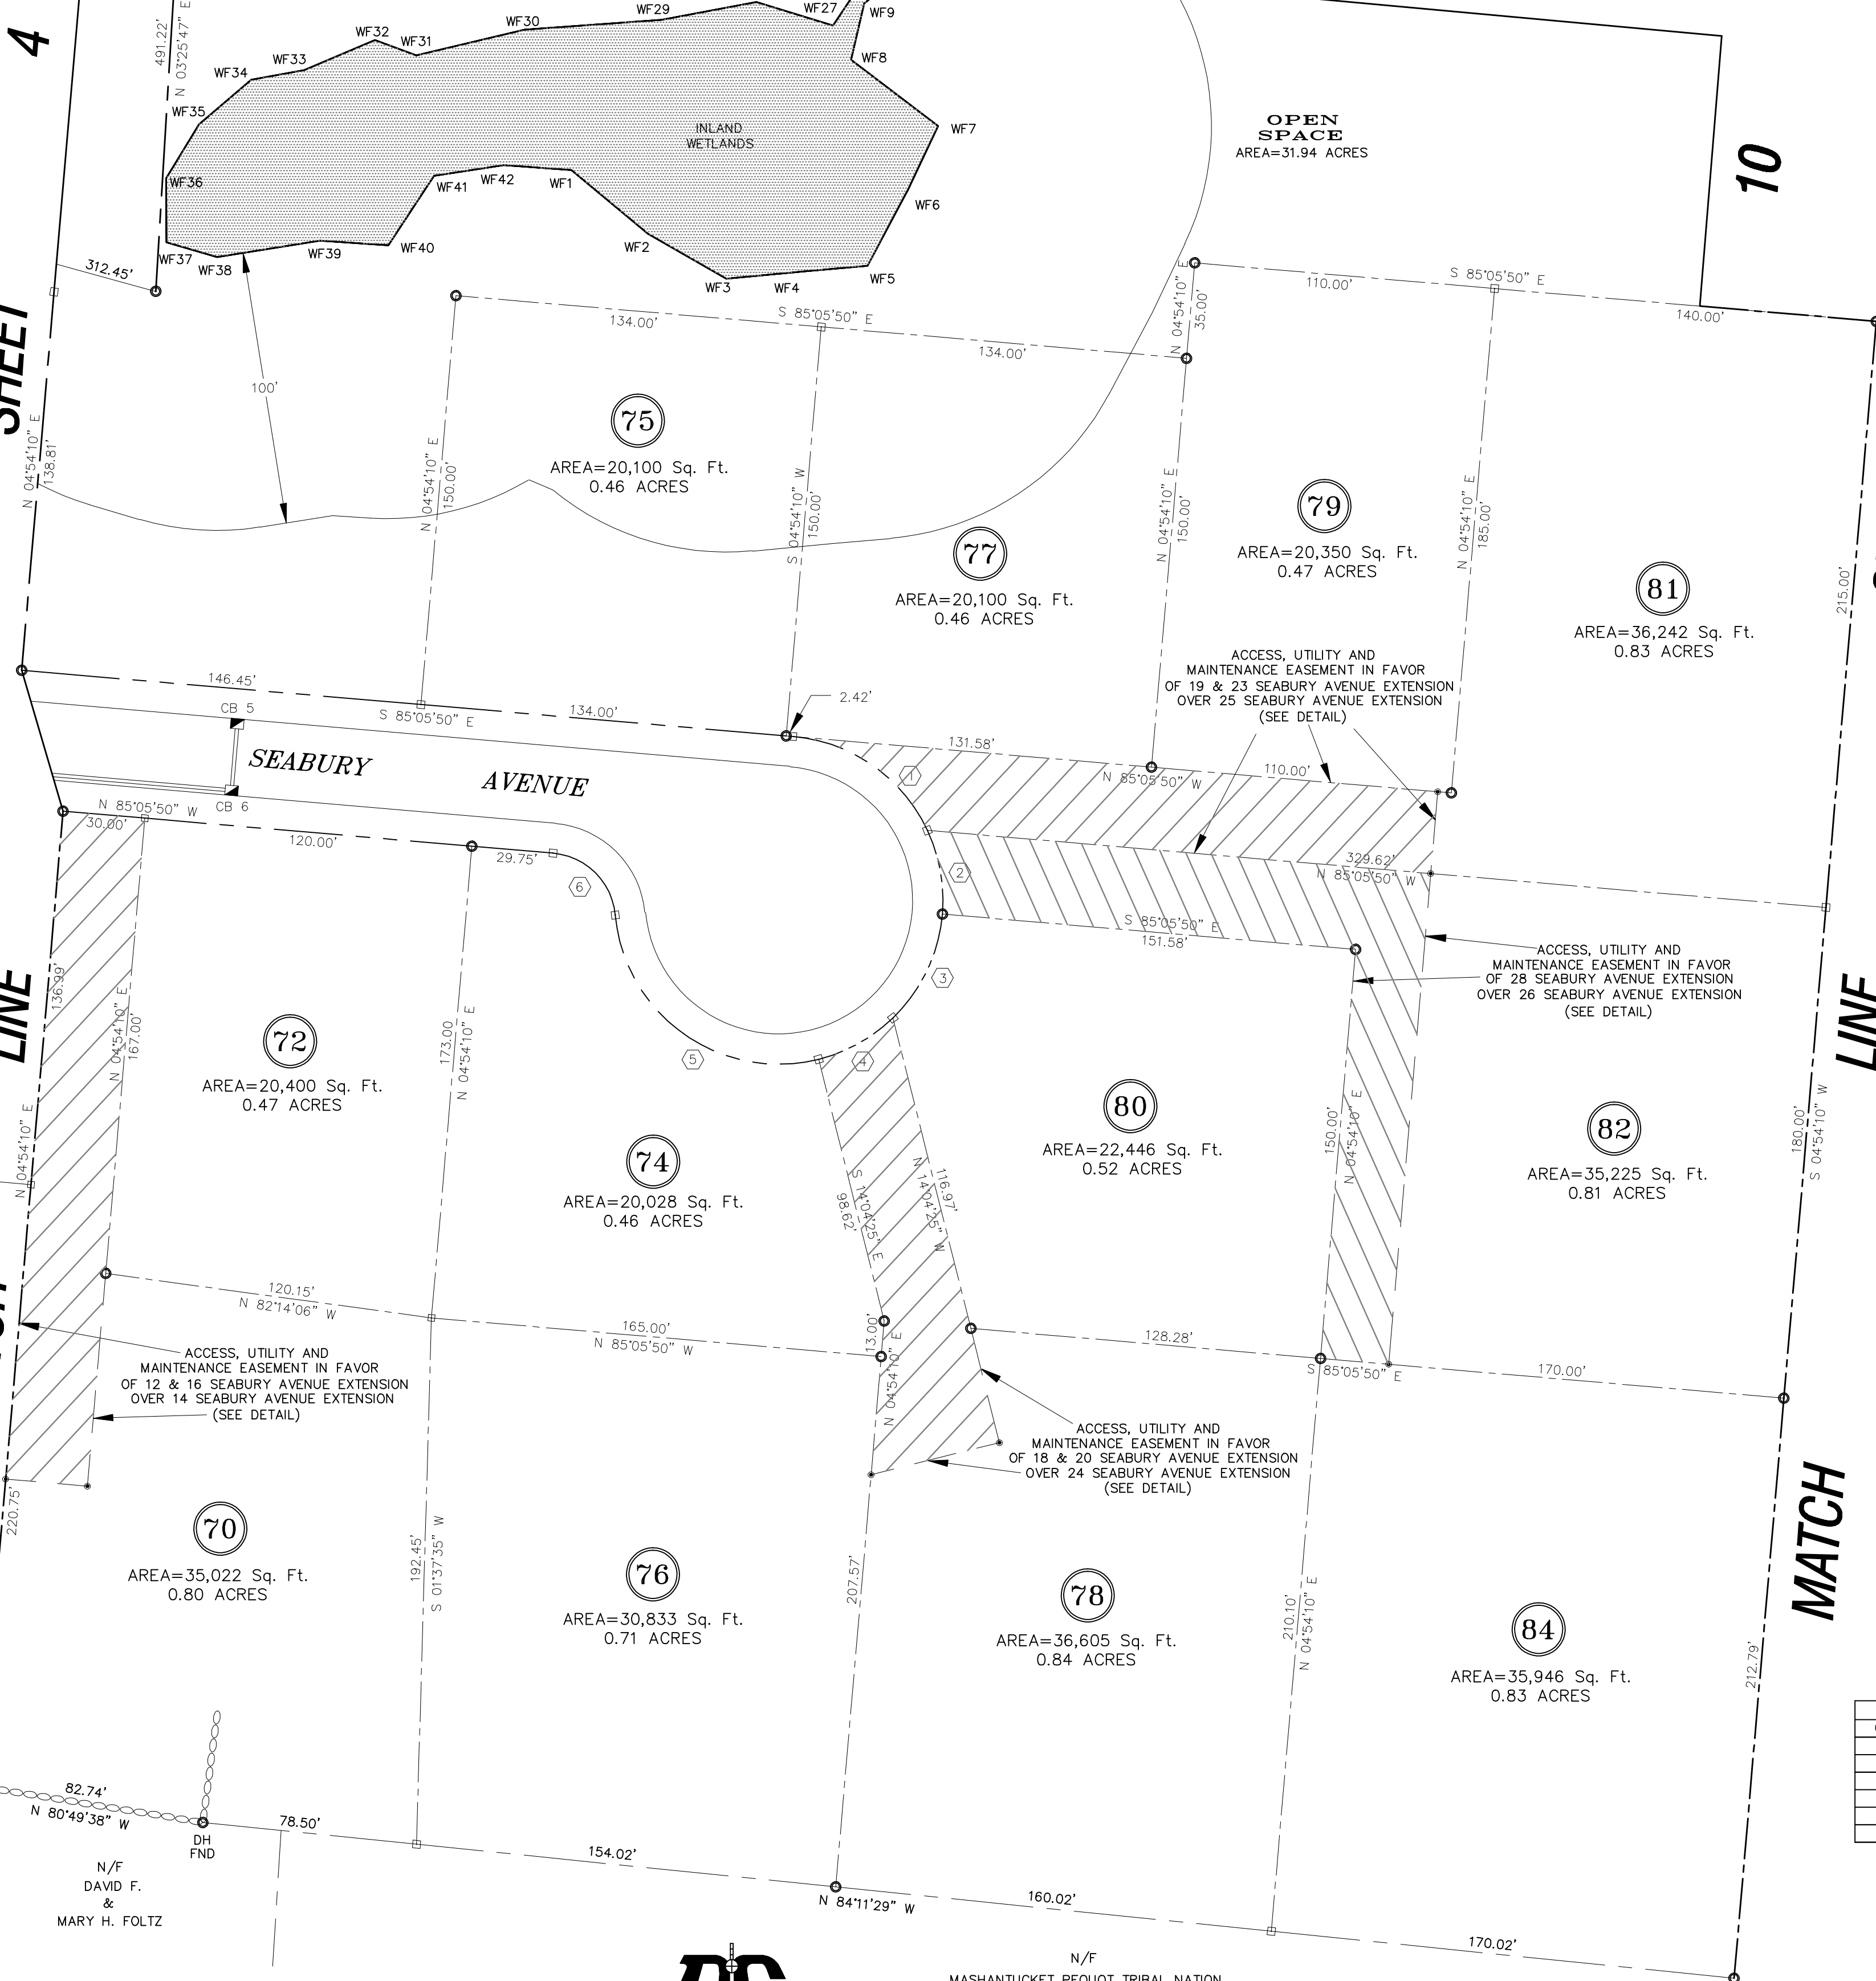 4
SHEET
491.22'
N 03°25'47" E
WF36
WF35
WF34
WF33
WF32
WF31
WF30
WF29
WF27
WF9
WF8
WF7
WF6
WF5
WF4
WF3
WF2
WF1
WF42
WF41
WF40
WF39
WF38
WF37
INLAND
WETLANDS
OPEN
SPACE
AREA=31.94 ACRES
10
312.45'
N 04°54'10" E
138.81'
100'
134.00'
S 85°05'50" E
134.00'
N 04°54'10" E
35.00'
110.00'
S 85°05'50" E
140.00'
75
AREA=20,100 Sq. Ft.
0.46 ACRES
N 04°54'10" E
150.00'
S 04°54'10" W
150.00'
77
AREA=20,100 Sq. Ft.
0.46 ACRES
N 04°54'10" E
150.00'
79
AREA=20,350 Sq. Ft.
0.47 ACRES
N 04°54'10" E
185.00'
81
AREA=36,242 Sq. Ft.
0.83 ACRES
215.00'
ACCESS, UTILITY AND
MAINTENANCE EASEMENT IN FAVOR
OF 19 & 23 SEABURY AVENUE EXTENSION
OVER 25 SEABURY AVENUE EXTENSION
(SEE DETAIL)
146.45'
S 85°05'50" E
134.00'
2.42'
131.58'
N 85°05'50" W
110.00'
CB 5
SEABURY AVENUE
CB 6
N 85°05'50" W
30.00'
120.00'
29.75'
1
2
3
4
5
6
329.62'
N 85°05'50" W
S 85°05'50" E
151.58'
ACCESS, UTILITY AND
MAINTENANCE EASEMENT IN FAVOR
OF 28 SEABURY AVENUE EXTENSION
OVER 26 SEABURY AVENUE EXTENSION
(SEE DETAIL)
LINE
136.99'
N 04°54'10" E
N 04°54'10" E
167.00'
72
AREA=20,400 Sq. Ft.
0.47 ACRES
173.00
N 04°54'10" E
74
AREA=20,028 Sq. Ft.
0.46 ACRES
S 14°04'25" E
98.62'
116.97'
N 14°04'25" W
80
AREA=22,446 Sq. Ft.
0.52 ACRES
150.00'
N 04°54'10" E
82
AREA=35,225 Sq. Ft.
0.81 ACRES
180.00'
S 04°54'10" W
LINE
120.15'
N 82°14'06" W
165.00'
N 85°05'50" W
13.00'
N 04°54'10" E
128.28'
S 85°05'50" E
170.00'
ACCESS, UTILITY AND
MAINTENANCE EASEMENT IN FAVOR
OF 12 & 16 SEABURY AVENUE EXTENSION
OVER 14 SEABURY AVENUE EXTENSION
(SEE DETAIL)
ACCESS, UTILITY AND
MAINTENANCE EASEMENT IN FAVOR
OF 18 & 20 SEABURY AVENUE EXTENSION
OVER 24 SEABURY AVENUE EXTENSION
(SEE DETAIL)
220.75'
70
AREA=35,022 Sq. Ft.
0.80 ACRES
192.45'
S 01°37'35" W
76
AREA=30,833 Sq. Ft.
0.71 ACRES
207.57'
78
AREA=36,605 Sq. Ft.
0.84 ACRES
210.10'
N 04°54'10" E
84
AREA=35,946 Sq. Ft.
0.83 ACRES
212.79'
MATCH
82.74'
N 80°49'38" W
DH
FND
78.50'
154.02'
N 84°11'29" W
160.02'
170.02'
N/F
DAVID F.
&
MARY H. FOLTZ
N/F
MASHANTUCKET PEQUOT TRIBAL NATION